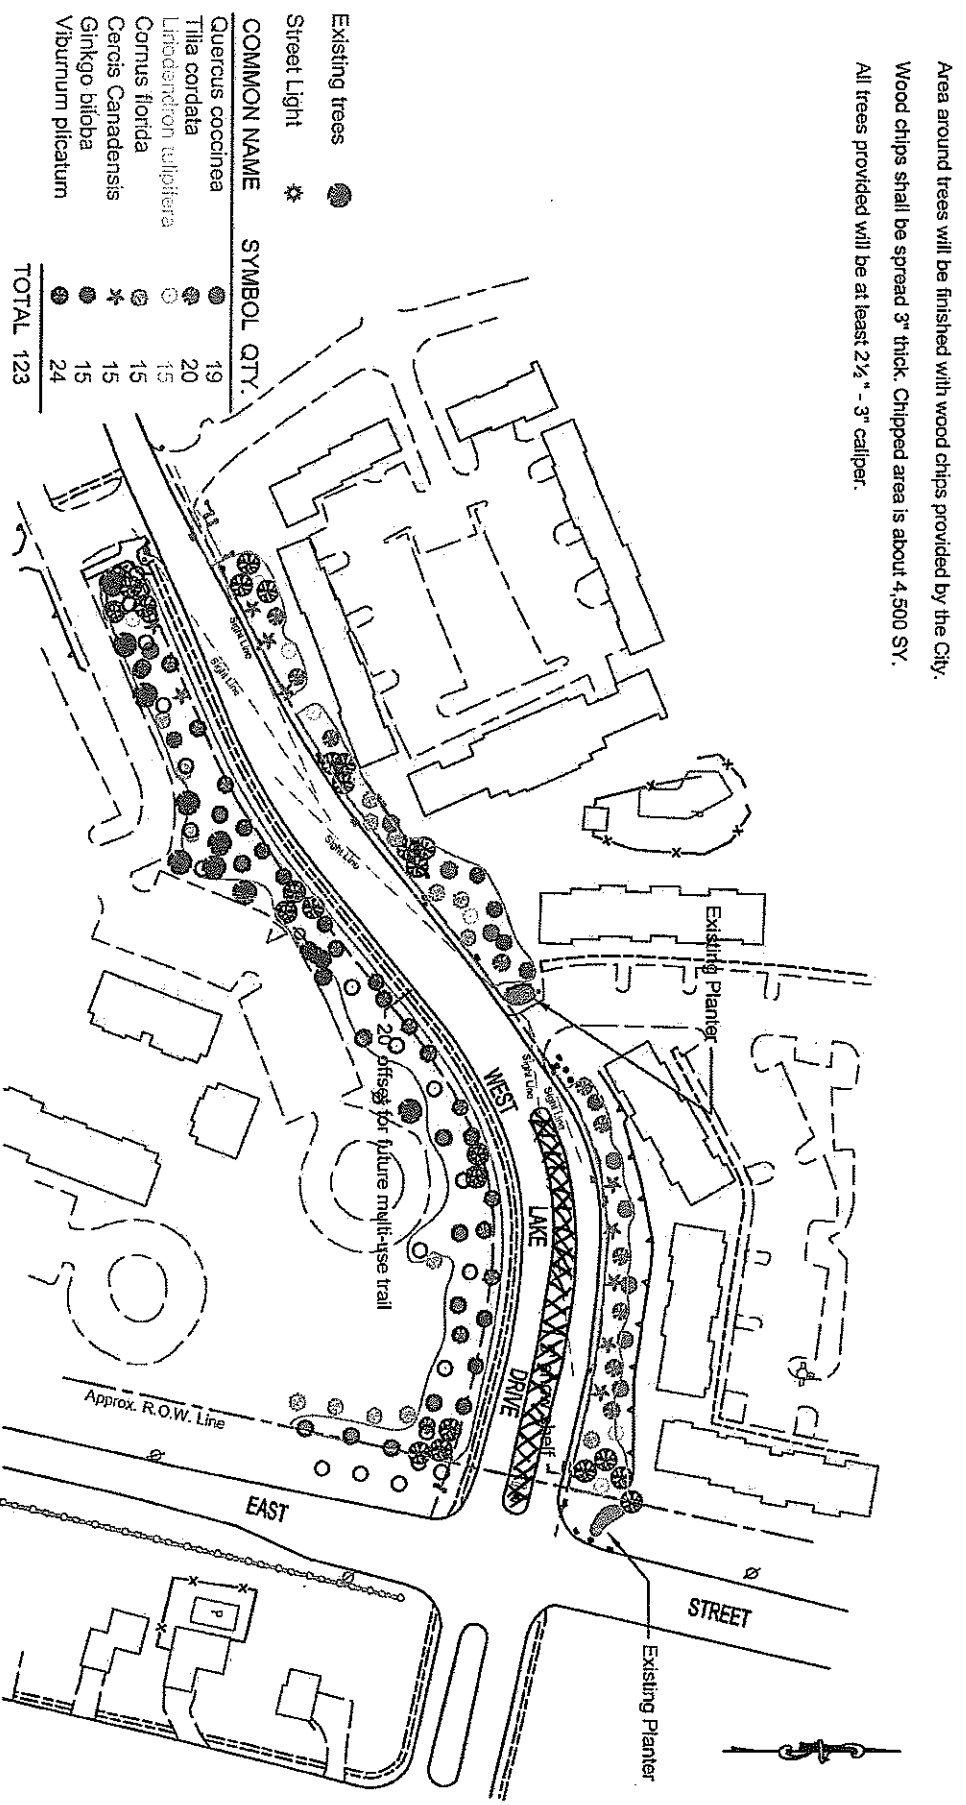 Area around trees will be finished with wood chips provided by the City.
Wood chips shall be spread 3" thick. Chipped area is about 4,500 SY.
All trees provided will be at least 2½" - 3" caliper.
Existing trees
Street Light
COMMON NAME SYMBOL QTY.
Quercus coccinea 19
Tilia cordata 20
Liriodendron tulipifera 15
Cornus florida 15
Cercis Canadensis 15
Ginkgo biloba 15
Viburnum plicatum 24
TOTAL 123
Sight Line
Sight Line
Sight Line
Existing Planter
Sight Line
Sight Line
20' offset for future multi-use trail
WEST LAKE DRIVE
Approx. R.O.W. Line
EAST STREET
Existing Planter
P